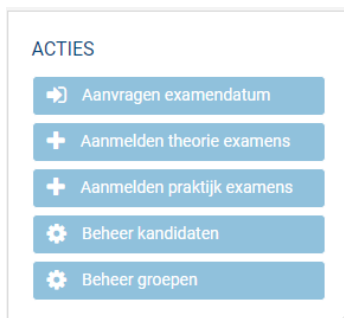 ACTIES
Aanvragen examendatum
Aanmelden theorie examens
Aanmelden praktijk examens
Beheer kandidaten
Beheer groepen